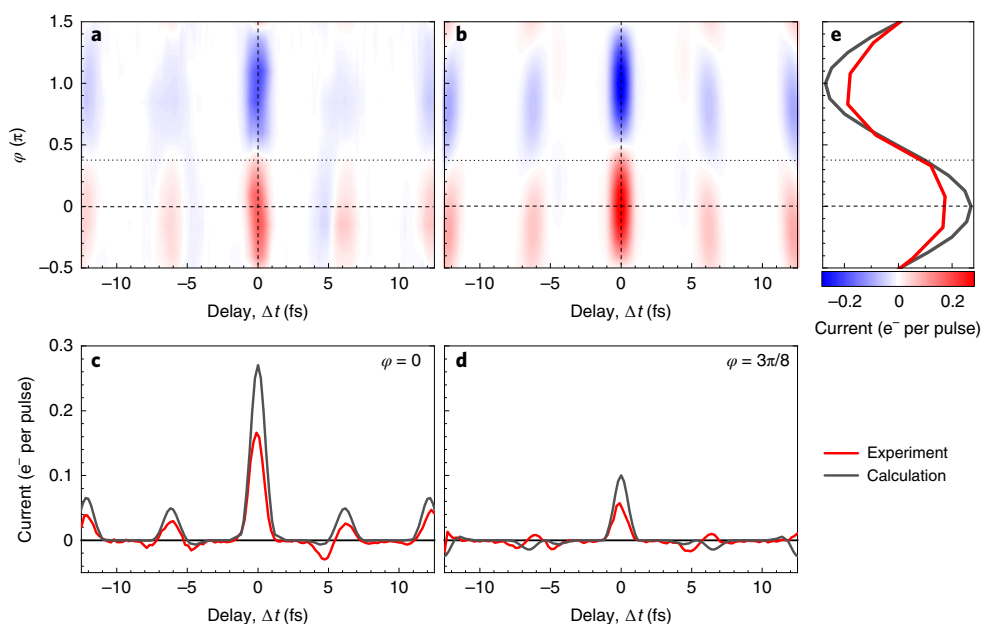 a
b
e
1.5
1.0
0.5
0
−0.5
φ (π)
−10 −5 0 5 10
−10 −5 0 5 10
Delay, Δt (fs)
Delay, Δt (fs)
−0.2 0 0.2
Current (e⁻ per pulse)
c
φ = 0
d
φ = 3π/8
0.3
0.2
0.1
0
Current (e⁻ per pulse)
Experiment
Calculation
−10 −5 0 5 10
−10 −5 0 5 10
Delay, Δt (fs)
Delay, Δt (fs)